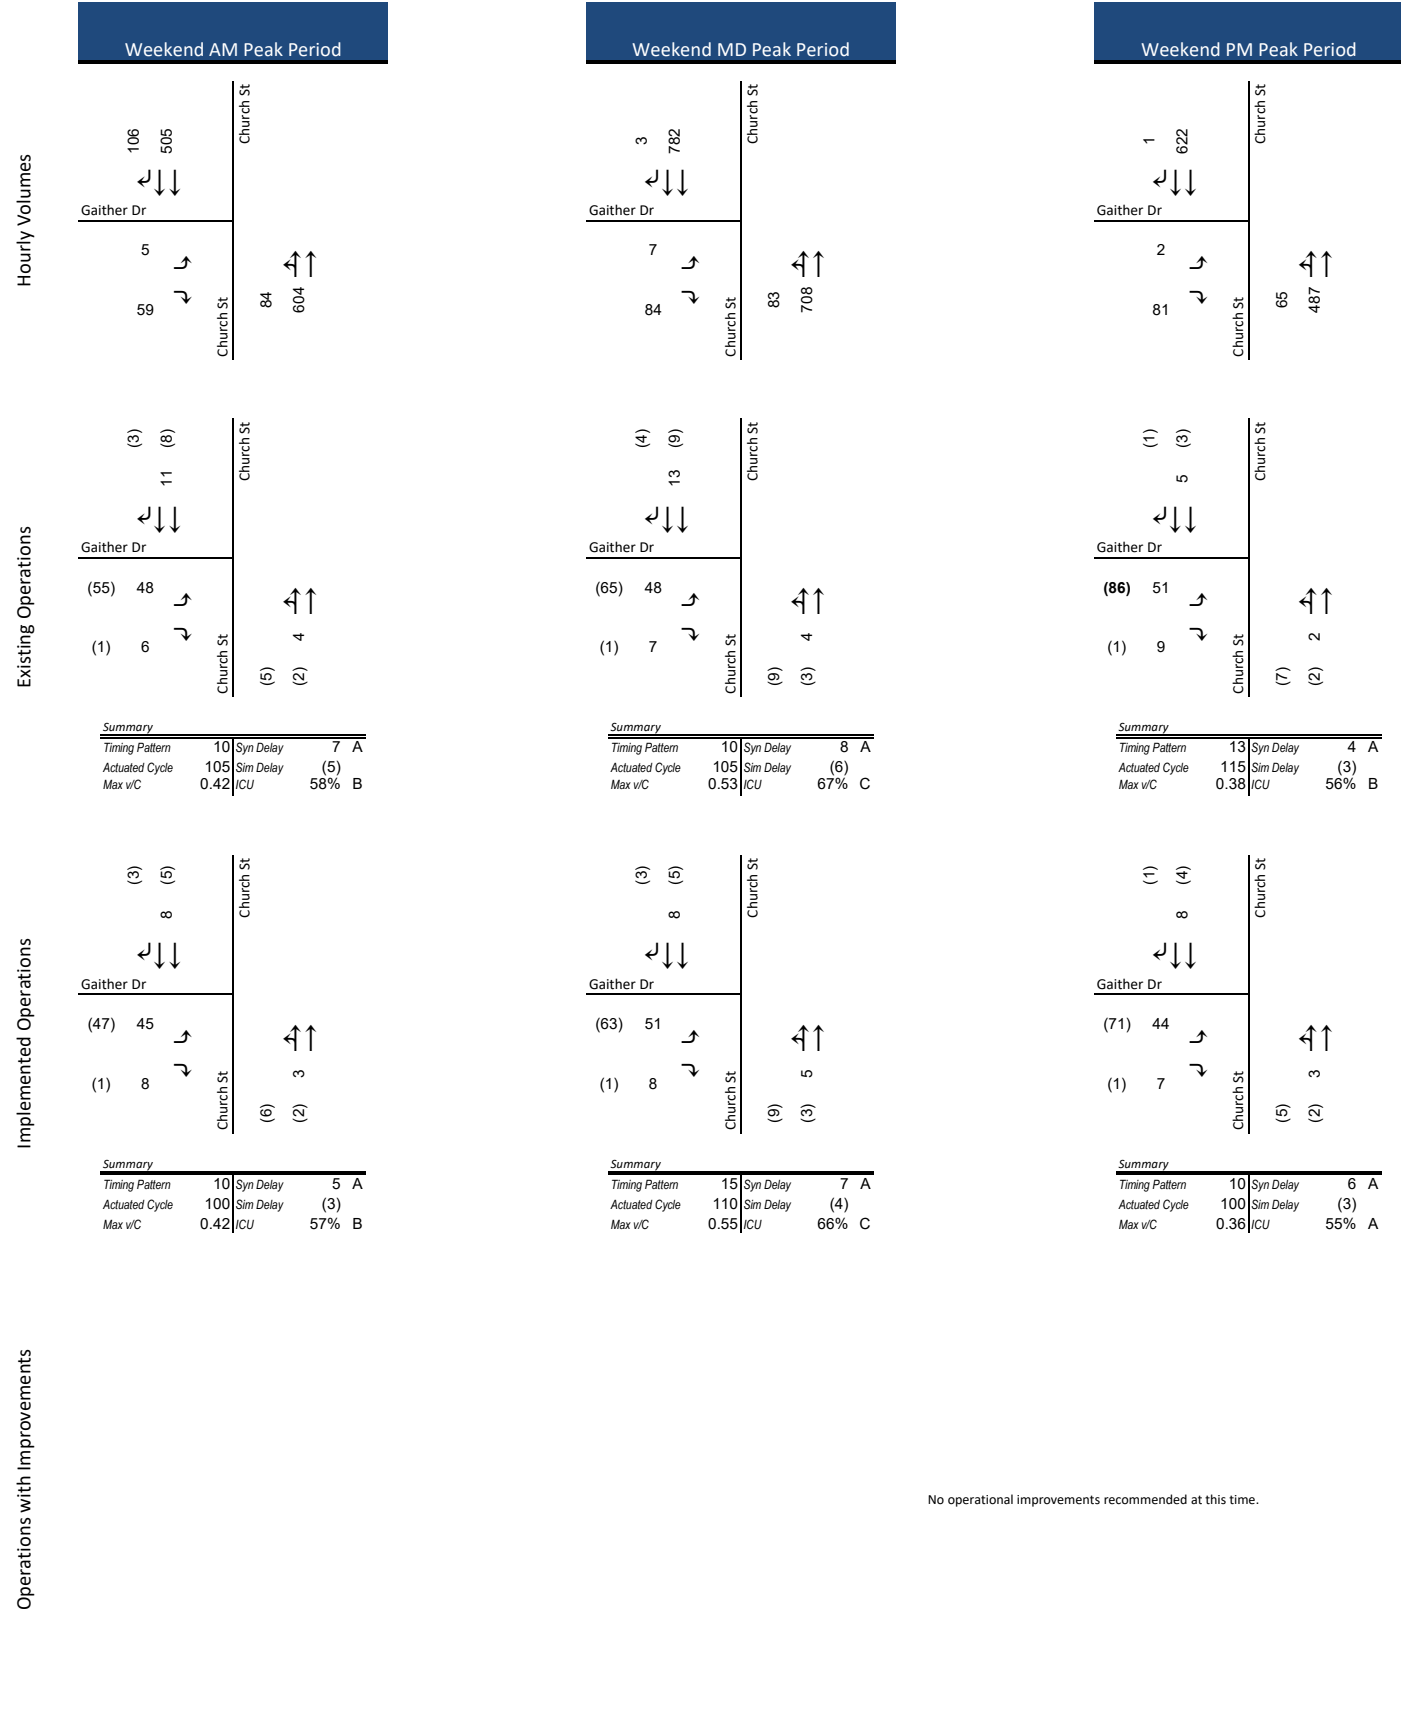 Weekend AM Peak Period
Weekend MD Peak Period
Weekend PM Peak Period
Hourly Volumes
106
505
Church St
Gaither Dr
5
59
Church St
84
604
3
782
Church St
Gaither Dr
7
84
Church St
83
708
1
622
Church St
Gaither Dr
2
81
Church St
65
487
Existing Operations
(3)
(8)
11
Church St
Gaither Dr
(55) 48
(1) 6
Church St
(5)
(2)
4
(4)
(9)
13
Church St
Gaither Dr
(65) 48
(1) 7
Church St
(9)
(3)
4
(1)
(3)
5
Church St
Gaither Dr
(86) 51
(1) 9
Church St
(7)
(2)
2
Summary
Timing Pattern 10 Syn Delay 7 A
Actuated Cycle 105 Sim Delay (5)
Max v/C 0.42 ICU 58% B
Summary
Timing Pattern 10 Syn Delay 8 A
Actuated Cycle 105 Sim Delay (6)
Max v/C 0.53 ICU 67% C
Summary
Timing Pattern 13 Syn Delay 4 A
Actuated Cycle 115 Sim Delay (3)
Max v/C 0.38 ICU 56% B
Implemented Operations
(3)
(5)
8
Church St
Gaither Dr
(47) 45
(1) 8
Church St
(6)
(2)
3
(3)
(5)
8
Church St
Gaither Dr
(63) 51
(1) 8
Church St
(9)
(3)
5
(1)
(4)
8
Church St
Gaither Dr
(71) 44
(1) 7
Church St
(5)
(2)
3
Summary
Timing Pattern 10 Syn Delay 5 A
Actuated Cycle 100 Sim Delay (3)
Max v/C 0.42 ICU 57% B
Summary
Timing Pattern 15 Syn Delay 7 A
Actuated Cycle 110 Sim Delay (4)
Max v/C 0.55 ICU 66% C
Summary
Timing Pattern 10 Syn Delay 6 A
Actuated Cycle 100 Sim Delay (3)
Max v/C 0.36 ICU 55% A
Operations with Improvements
No operational improvements recommended at this time.